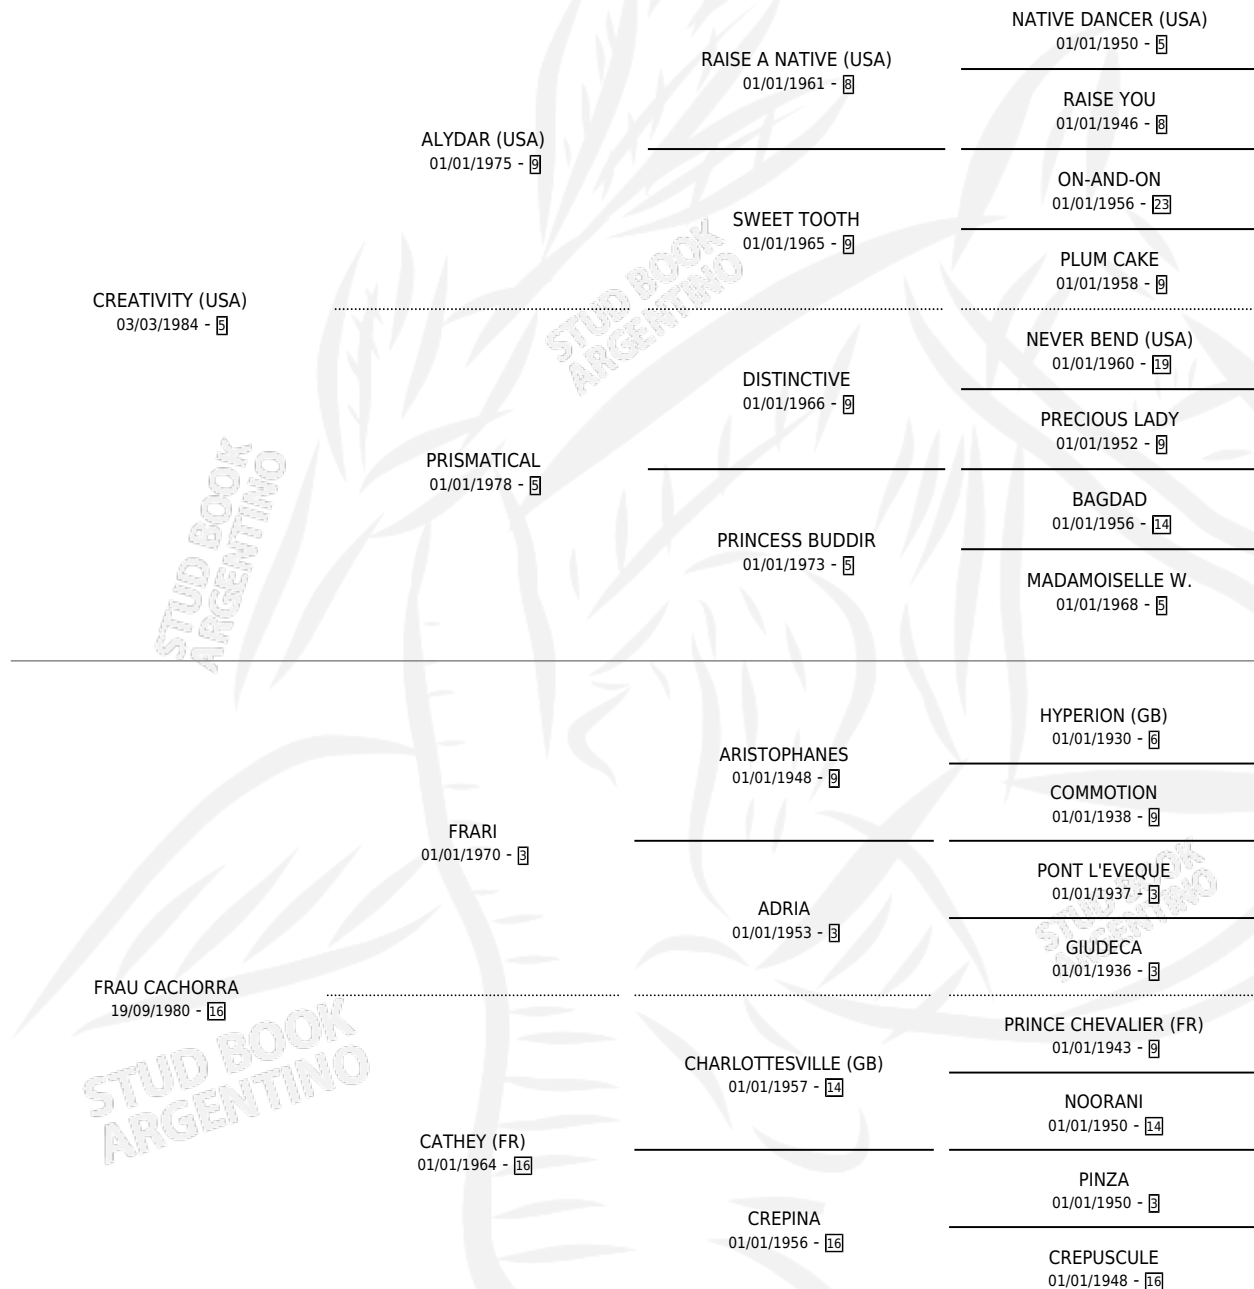 NATIVE DANCER (USA)
01/01/1950 - 5
RAISE A NATIVE (USA)
01/01/1961 - 8
RAISE YOU
01/01/1946 - 8
ALYDAR (USA)
01/01/1975 - 9
ON-AND-ON
01/01/1956 - 23
SWEET TOOTH
01/01/1965 - 9
PLUM CAKE
01/01/1958 - 9
CREATIVITY (USA)
03/03/1984 - 5
NEVER BEND (USA)
01/01/1960 - 19
DISTINCTIVE
01/01/1966 - 9
PRECIOUS LADY
01/01/1952 - 9
PRISMATICAL
01/01/1978 - 5
BAGDAD
01/01/1956 - 14
PRINCESS BUDDIR
01/01/1973 - 5
MADAMOISELLE W.
01/01/1968 - 5
HYPERION (GB)
01/01/1930 - 6
ARISTOPHANES
01/01/1948 - 9
COMMOTION
01/01/1938 - 9
FRARI
01/01/1970 - 3
PONT L'EVEQUE
01/01/1937 - 3
ADRIA
01/01/1953 - 3
GIUDECA
01/01/1936 - 3
FRAU CACHORRA
19/09/1980 - 16
PRINCE CHEVALIER (FR)
01/01/1943 - 9
CHARLOTTESVILLE (GB)
01/01/1957 - 14
NOORANI
01/01/1950 - 14
CATHEY (FR)
01/01/1964 - 16
PINZA
01/01/1950 - 3
CREPINA
01/01/1956 - 16
CREPUSCULE
01/01/1948 - 16
STUD BOOK
ARGENTINO
STUD BOOK
ARGENTINO
STUD BOOK
ARGENTINO
STUD BOOK
ARGENTINO